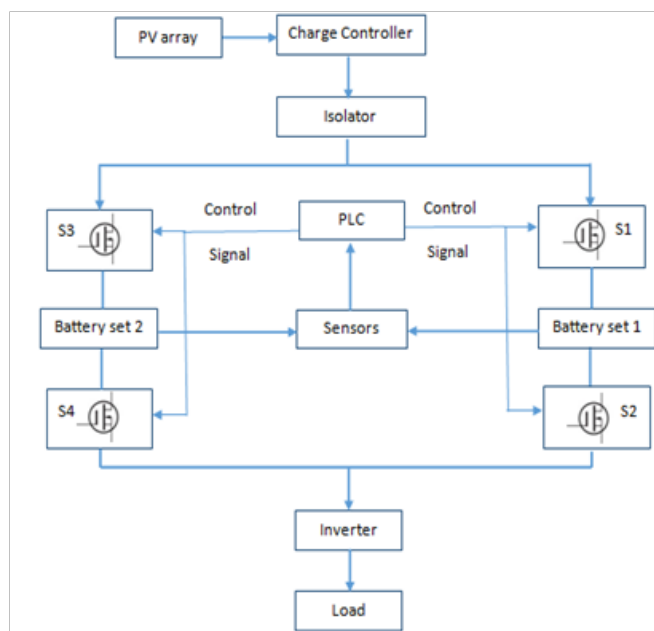 PV array
Charge Controller
Isolator
S3
Control
Signal
PLC
Control
Signal
S1
Battery set 2
Sensors
Battery set 1
S4
S2
Inverter
Load